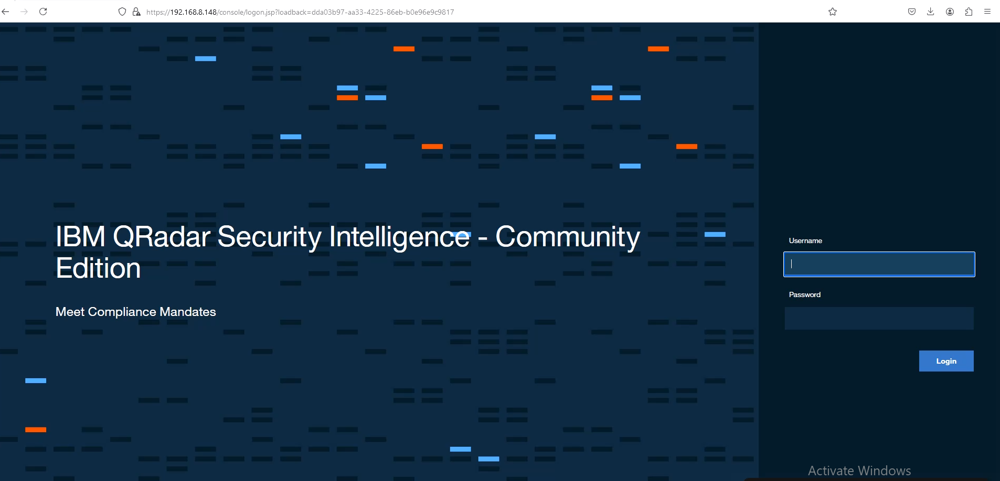 https://192.168.8.148/console/logon.jsp?loadback=dda03b97-aa33-4225-86eb-b0e96e9c9817
IBM QRadar Security Intelligence - Community
Edition
Meet Compliance Mandates
Username
Password
Login
Activate Windows